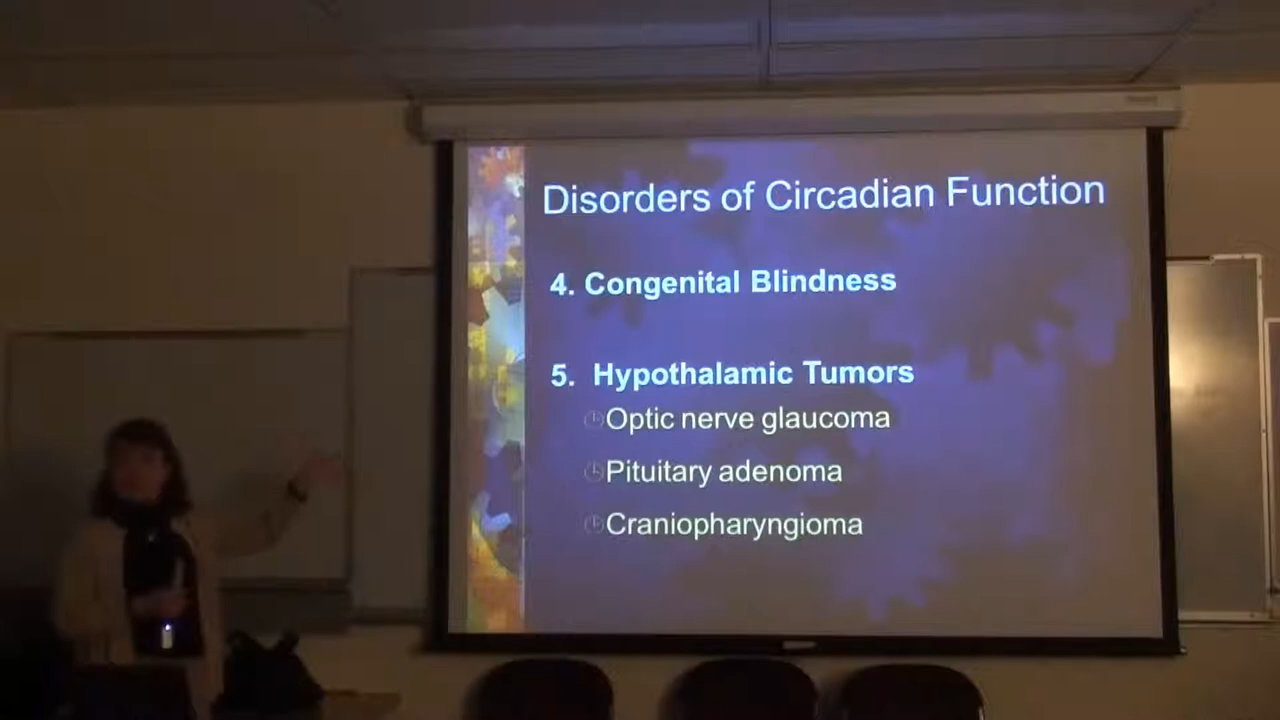 Disorders of Circadian Function
4. Congenital Blindness
5. Hypothalamic Tumors
Optic nerve glaucoma
Pituitary adenoma
Craniopharyngioma